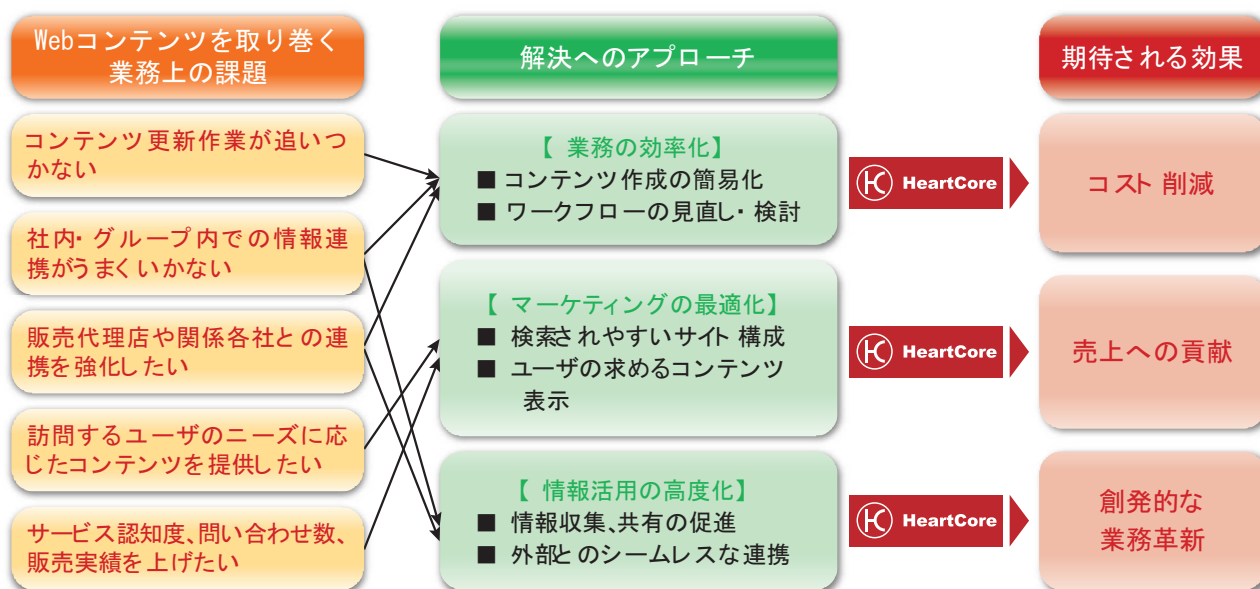 Webコンテンツを取り巻く
業務上の課題
コンテンツ更新作業が追いつ
かない
社内・グループ内での情報連
携がうまくいかない
販売代理店や関係各社との連
携を強化したい
訪問するユーザのニーズに応
じたコンテンツを提供したい
サービス認知度、問い合わせ数、
販売実績を上げたい
解決へのアプローチ
【 業務の効率化】
■ コンテンツ作成の簡易化
■ ワークフローの見直し・検討
【 マーケティングの最適化】
■ 検索されやすいサイト構成
■ ユーザの求めるコンテンツ
表示
【 情報活用の高度化】
■ 情報収集、共有の促進
■ 外部とのシームレスな連携
HeartCore
HeartCore
HeartCore
期待される効果
コスト削減
売上への貢献
創発的な
業務革新